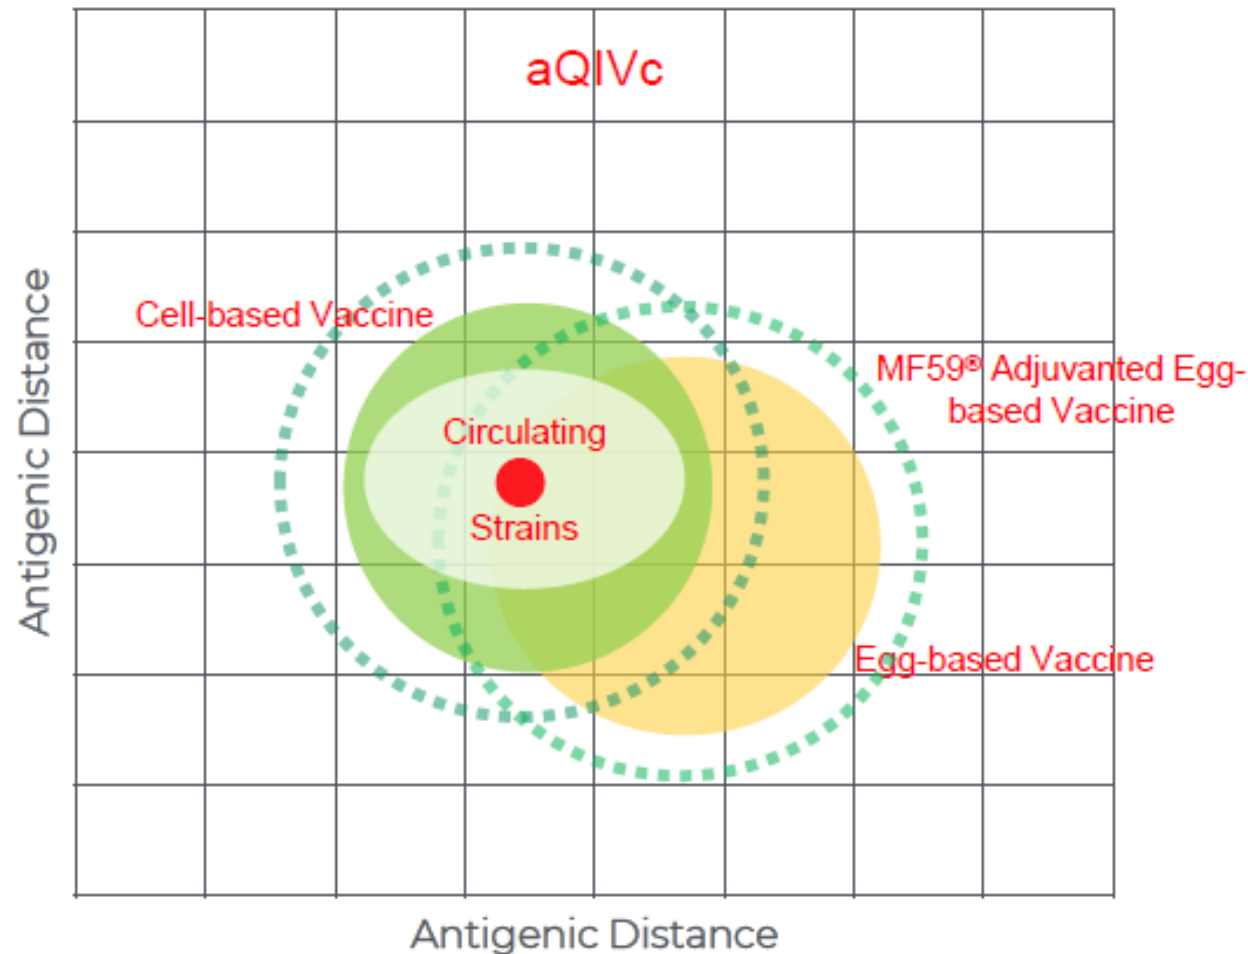 aQIVc
Cell-based Vaccine
MF59® Adjuvanted Egg-
based Vaccine
Circulating
Strains
Egg-based Vaccine
Antigenic Distance
Antigenic Distance